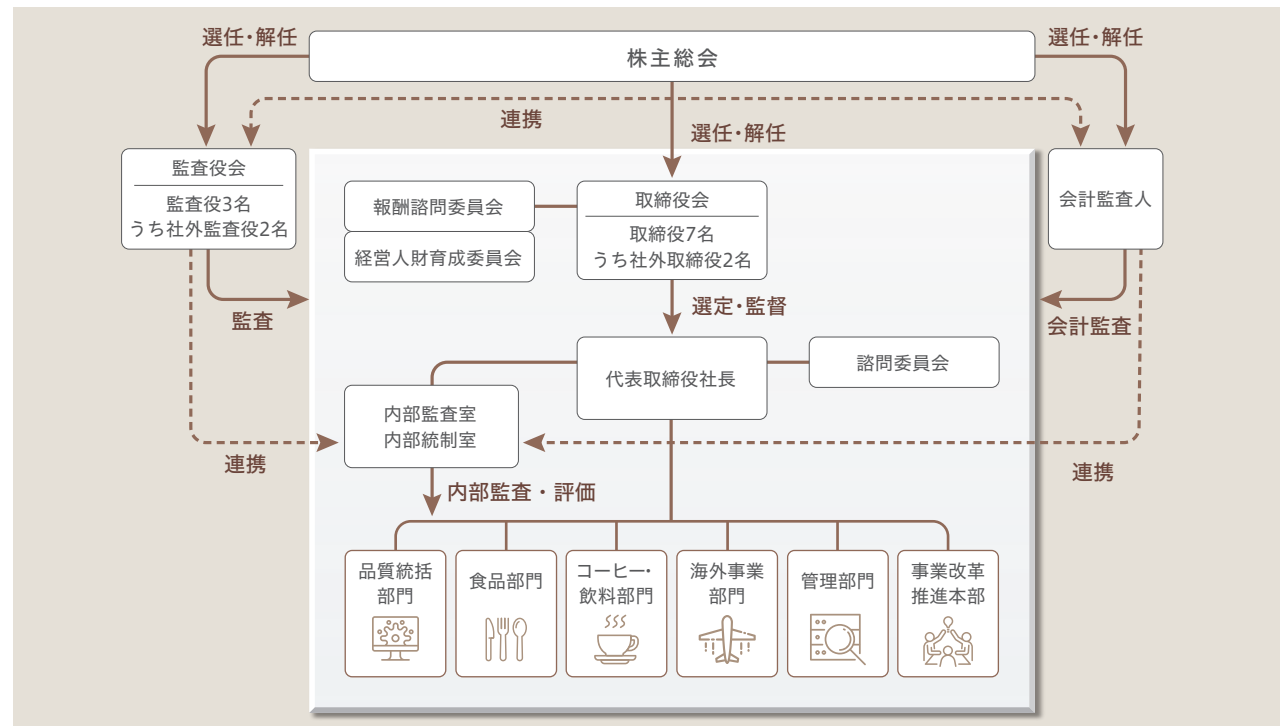 選任・解任
株主総会
選任・解任
連携
選任・解任
監査役会
監査役3名
うち社外監査役2名
報酬諮問委員会
経営人財育成委員会
取締役会
取締役7名
うち社外取締役2名
会計監査人
監査
選定・監督
会計監査
代表取締役社長
諮問委員会
内部監査室
内部統制室
連携
連携
内部監査・評価
品質統括
部門
食品部門
コーヒー・
飲料部門
海外事業
部門
管理部門
事業改革
推進本部